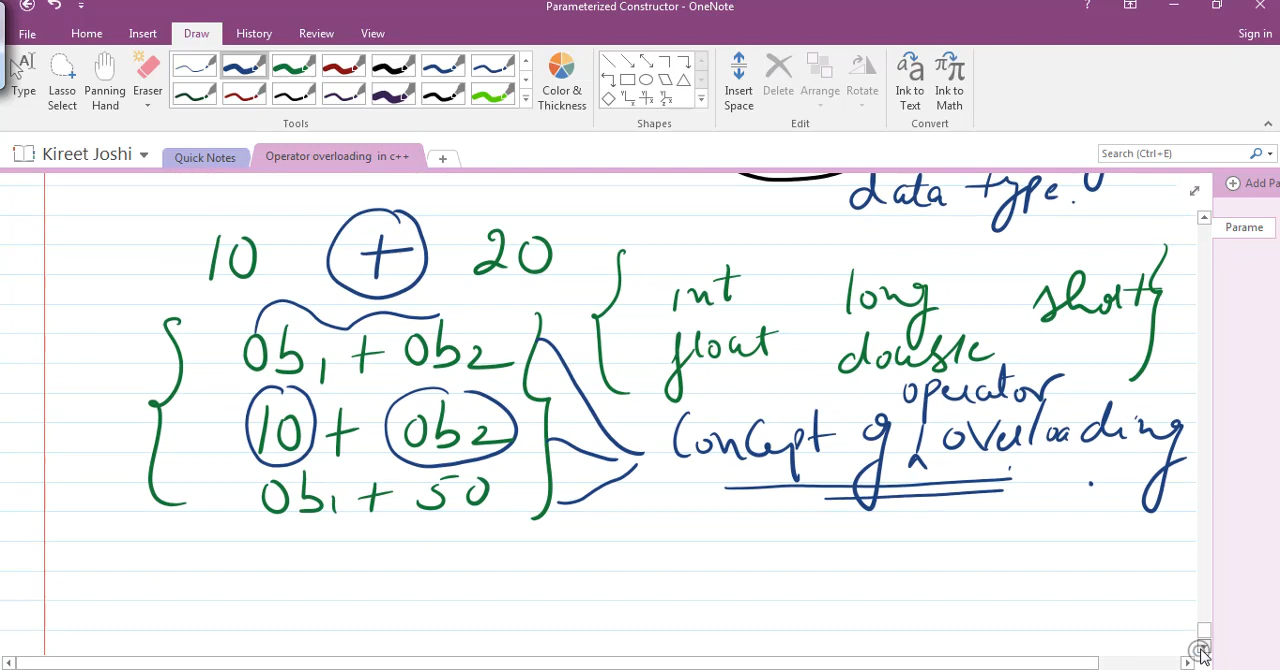 Parameterized Constructor - OneNote
?
File Home Insert Draw History Review View Sign in
Type
Lasso Select
Panning Hand
Eraser
Color & Thickness
Insert Space
Delete
Arrange
Rotate
Ink to Text
Ink to Math
Tools Shapes Edit Convert
Kireet Joshi
Quick Notes
Operator overloading in c++
Search (Ctrl+E)
Add Pa
Parame
data type.
10 + 20
int long short
float double
Ob1 + Ob2
10 + Ob2
Ob1 + 50
Concept of operator overloading.